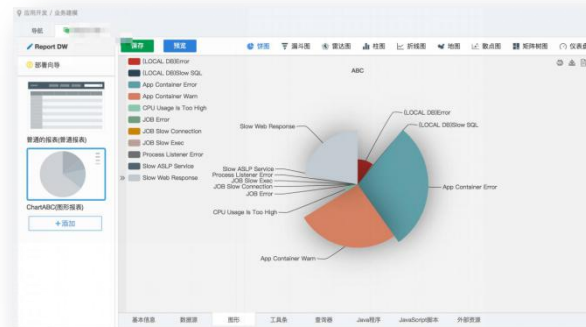 应用开发 / 业务建模
导航
Report DW
保存
预览
饼图
漏斗图
雷达图
柱图
折线图
地图
散点图
矩阵树图
仪表盘
部署向导
普通的报表(普通报表)
ChartABC(图形报表)
+添加
[LOCAL DB]Error
[LOCAL DB]Slow SQL
App Container Error
App Container Warn
CPU Usage is Too High
JOB Error
JOB Slow Connection
JOB Slow Exec
Process Listener Error
Slow ASLP Service
Slow Web Response
ABC
[LOCAL DB]Error
[LOCAL DB]Slow SQL
Slow Web Response
Slow ASLP Service
Process Listener Error
JOB Slow Exec
JOB Slow Connection
JOB Error
App Container Error
CPU Usage is Too High
App Container Warn
基本信息
数据源
图形
工具条
查询器
Java程序
JavaScript脚本
外部资源